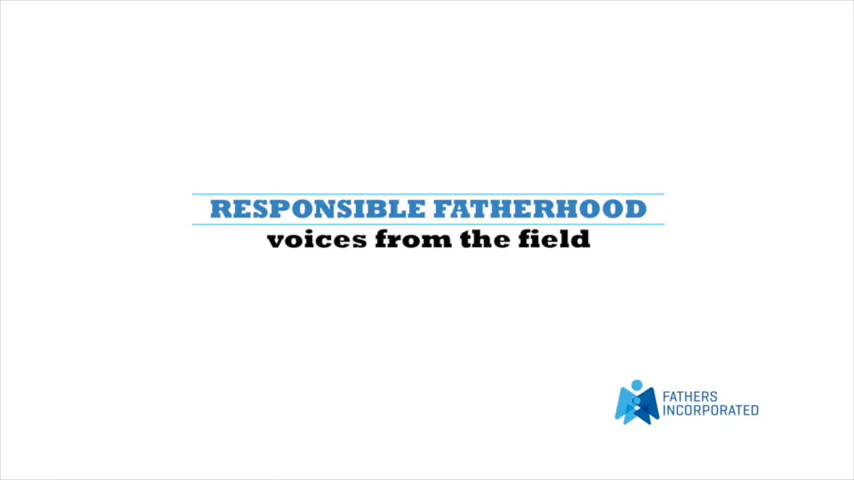 RESPONSIBLE FATHERHOOD
voices from the field
FATHERS
INCORPORATED